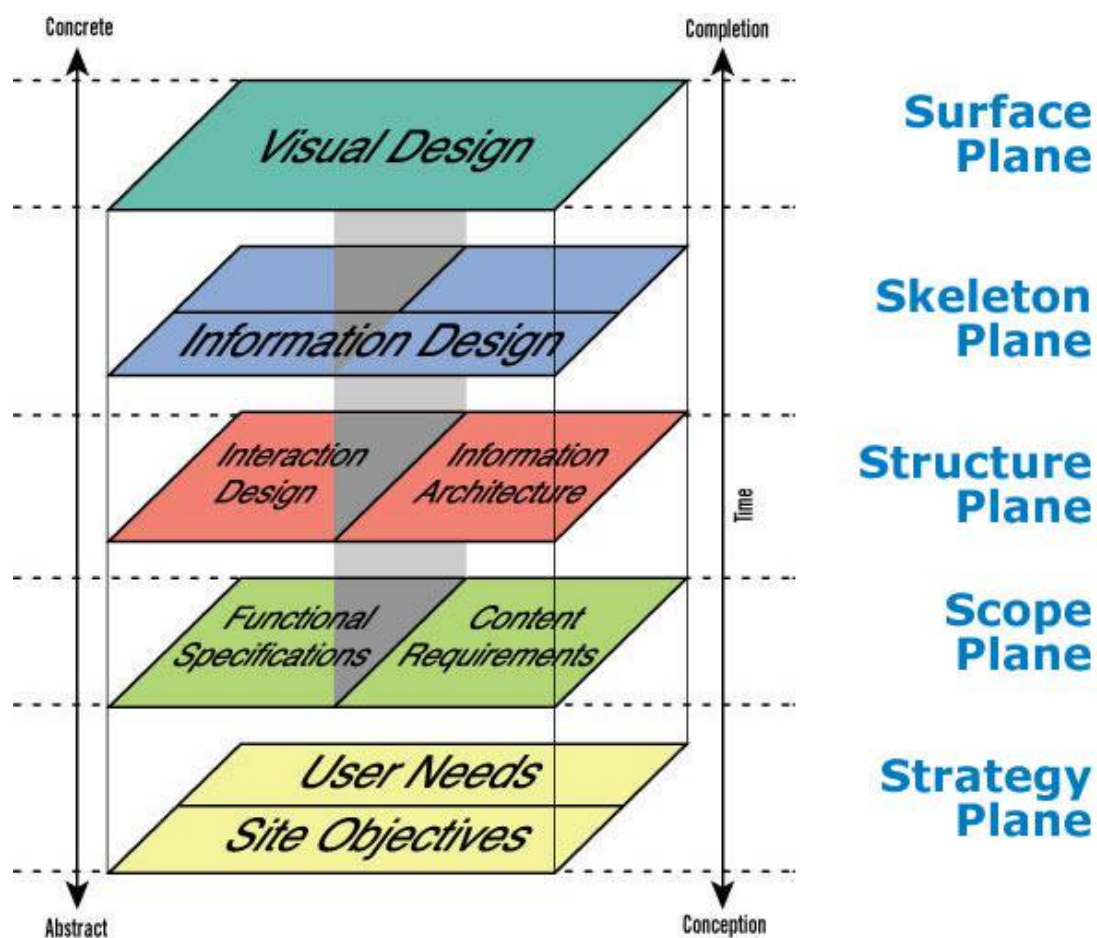 Concrete
Completion
Visual Design
Surface
Plane
Information Design
Skeleton
Plane
Interaction
Design
Information
Architecture
Time
Structure
Plane
Functional
Specifications
Content
Requirements
Scope
Plane
User Needs
Site Objectives
Strategy
Plane
Abstract
Conception